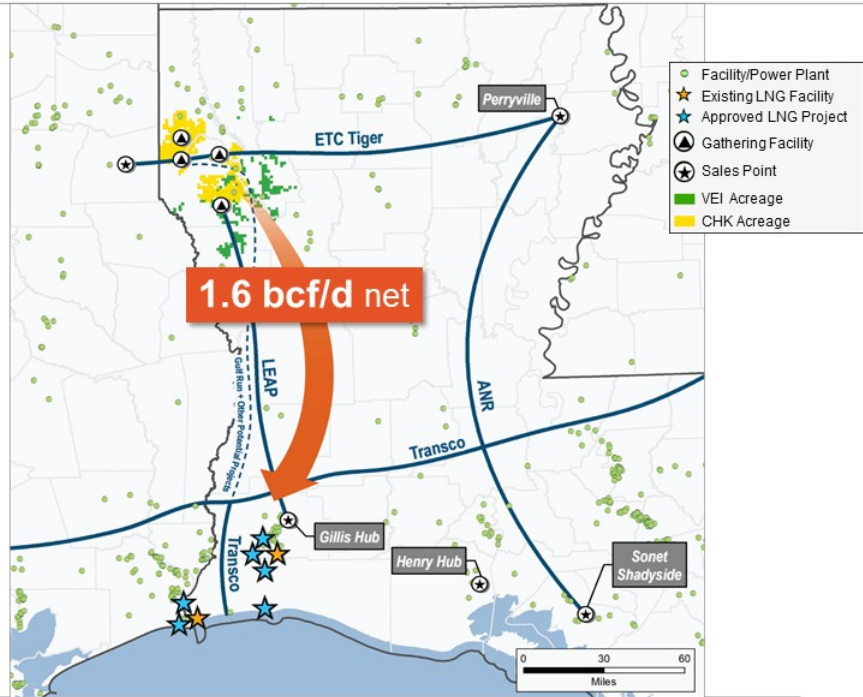 Perryville
ETC Tiger
Facility/Power Plant
Existing LNG Facility
Approved LNG Project
Gathering Facility
Sales Point
VEI Acreage
CHK Acreage
1.6 bcf/d net
LEAP
Gulf Run + Other Potential Projects
ANR
Transco
Gillis Hub
Transco
Henry Hub
Sonet
Shadyside
0 30 60
Miles